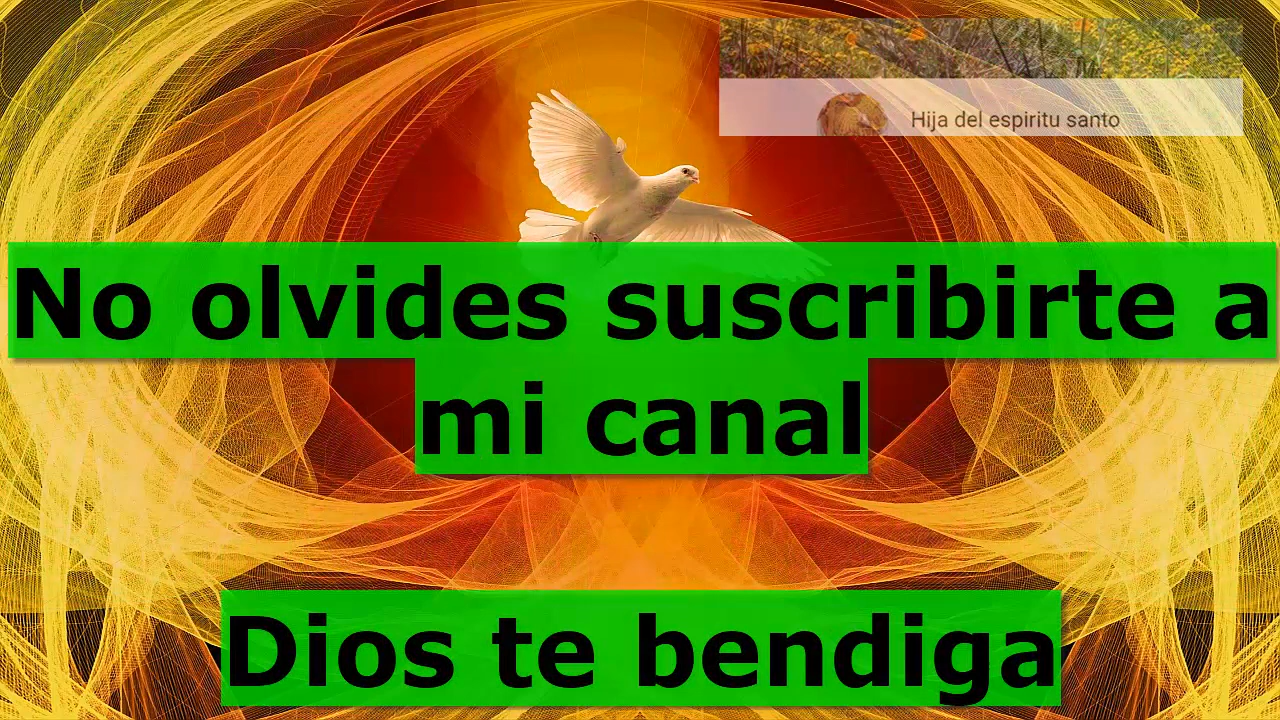 Hija del espiritu santo
No olvides suscribirte a
mi canal
Dios te bendiga